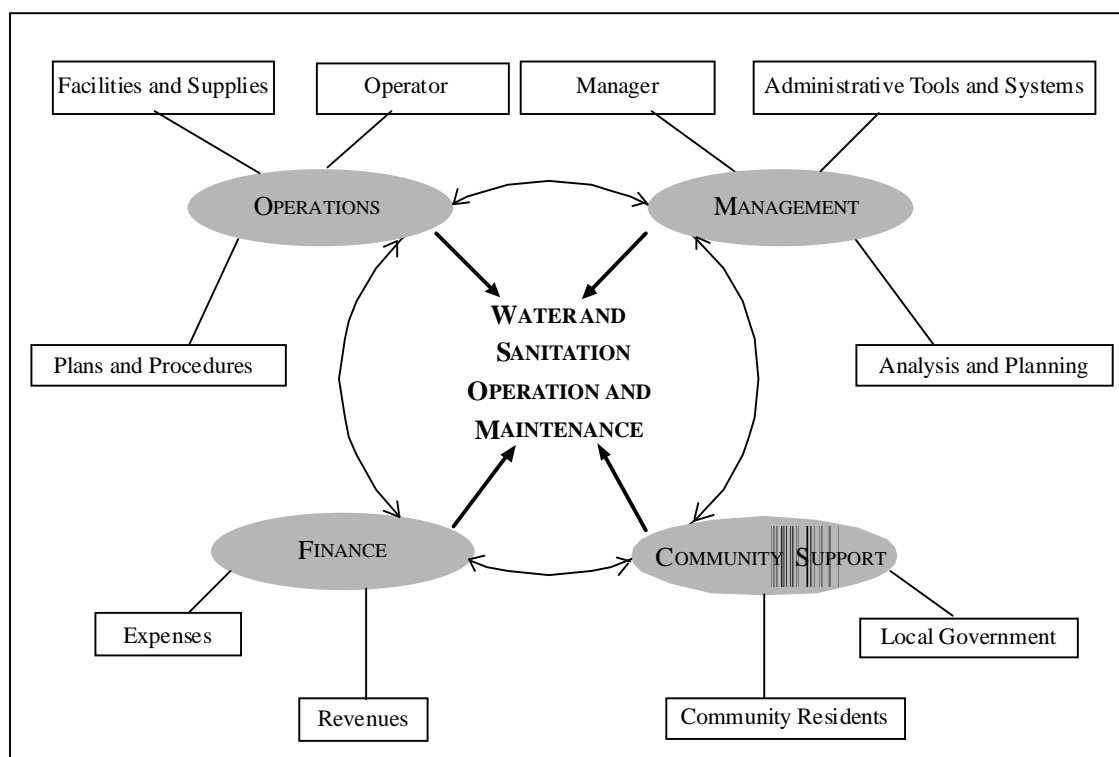 Facilities and Supplies
Operator
Manager
Administrative Tools and Systems
OPERATIONS
MANAGEMENT
WATER AND
SANITATION
OPERATION AND
MAINTENANCE
Plans and Procedures
Analysis and Planning
FINANCE
COMMUNITY SUPPORT
Expenses
Local Government
Revenues
Community Residents